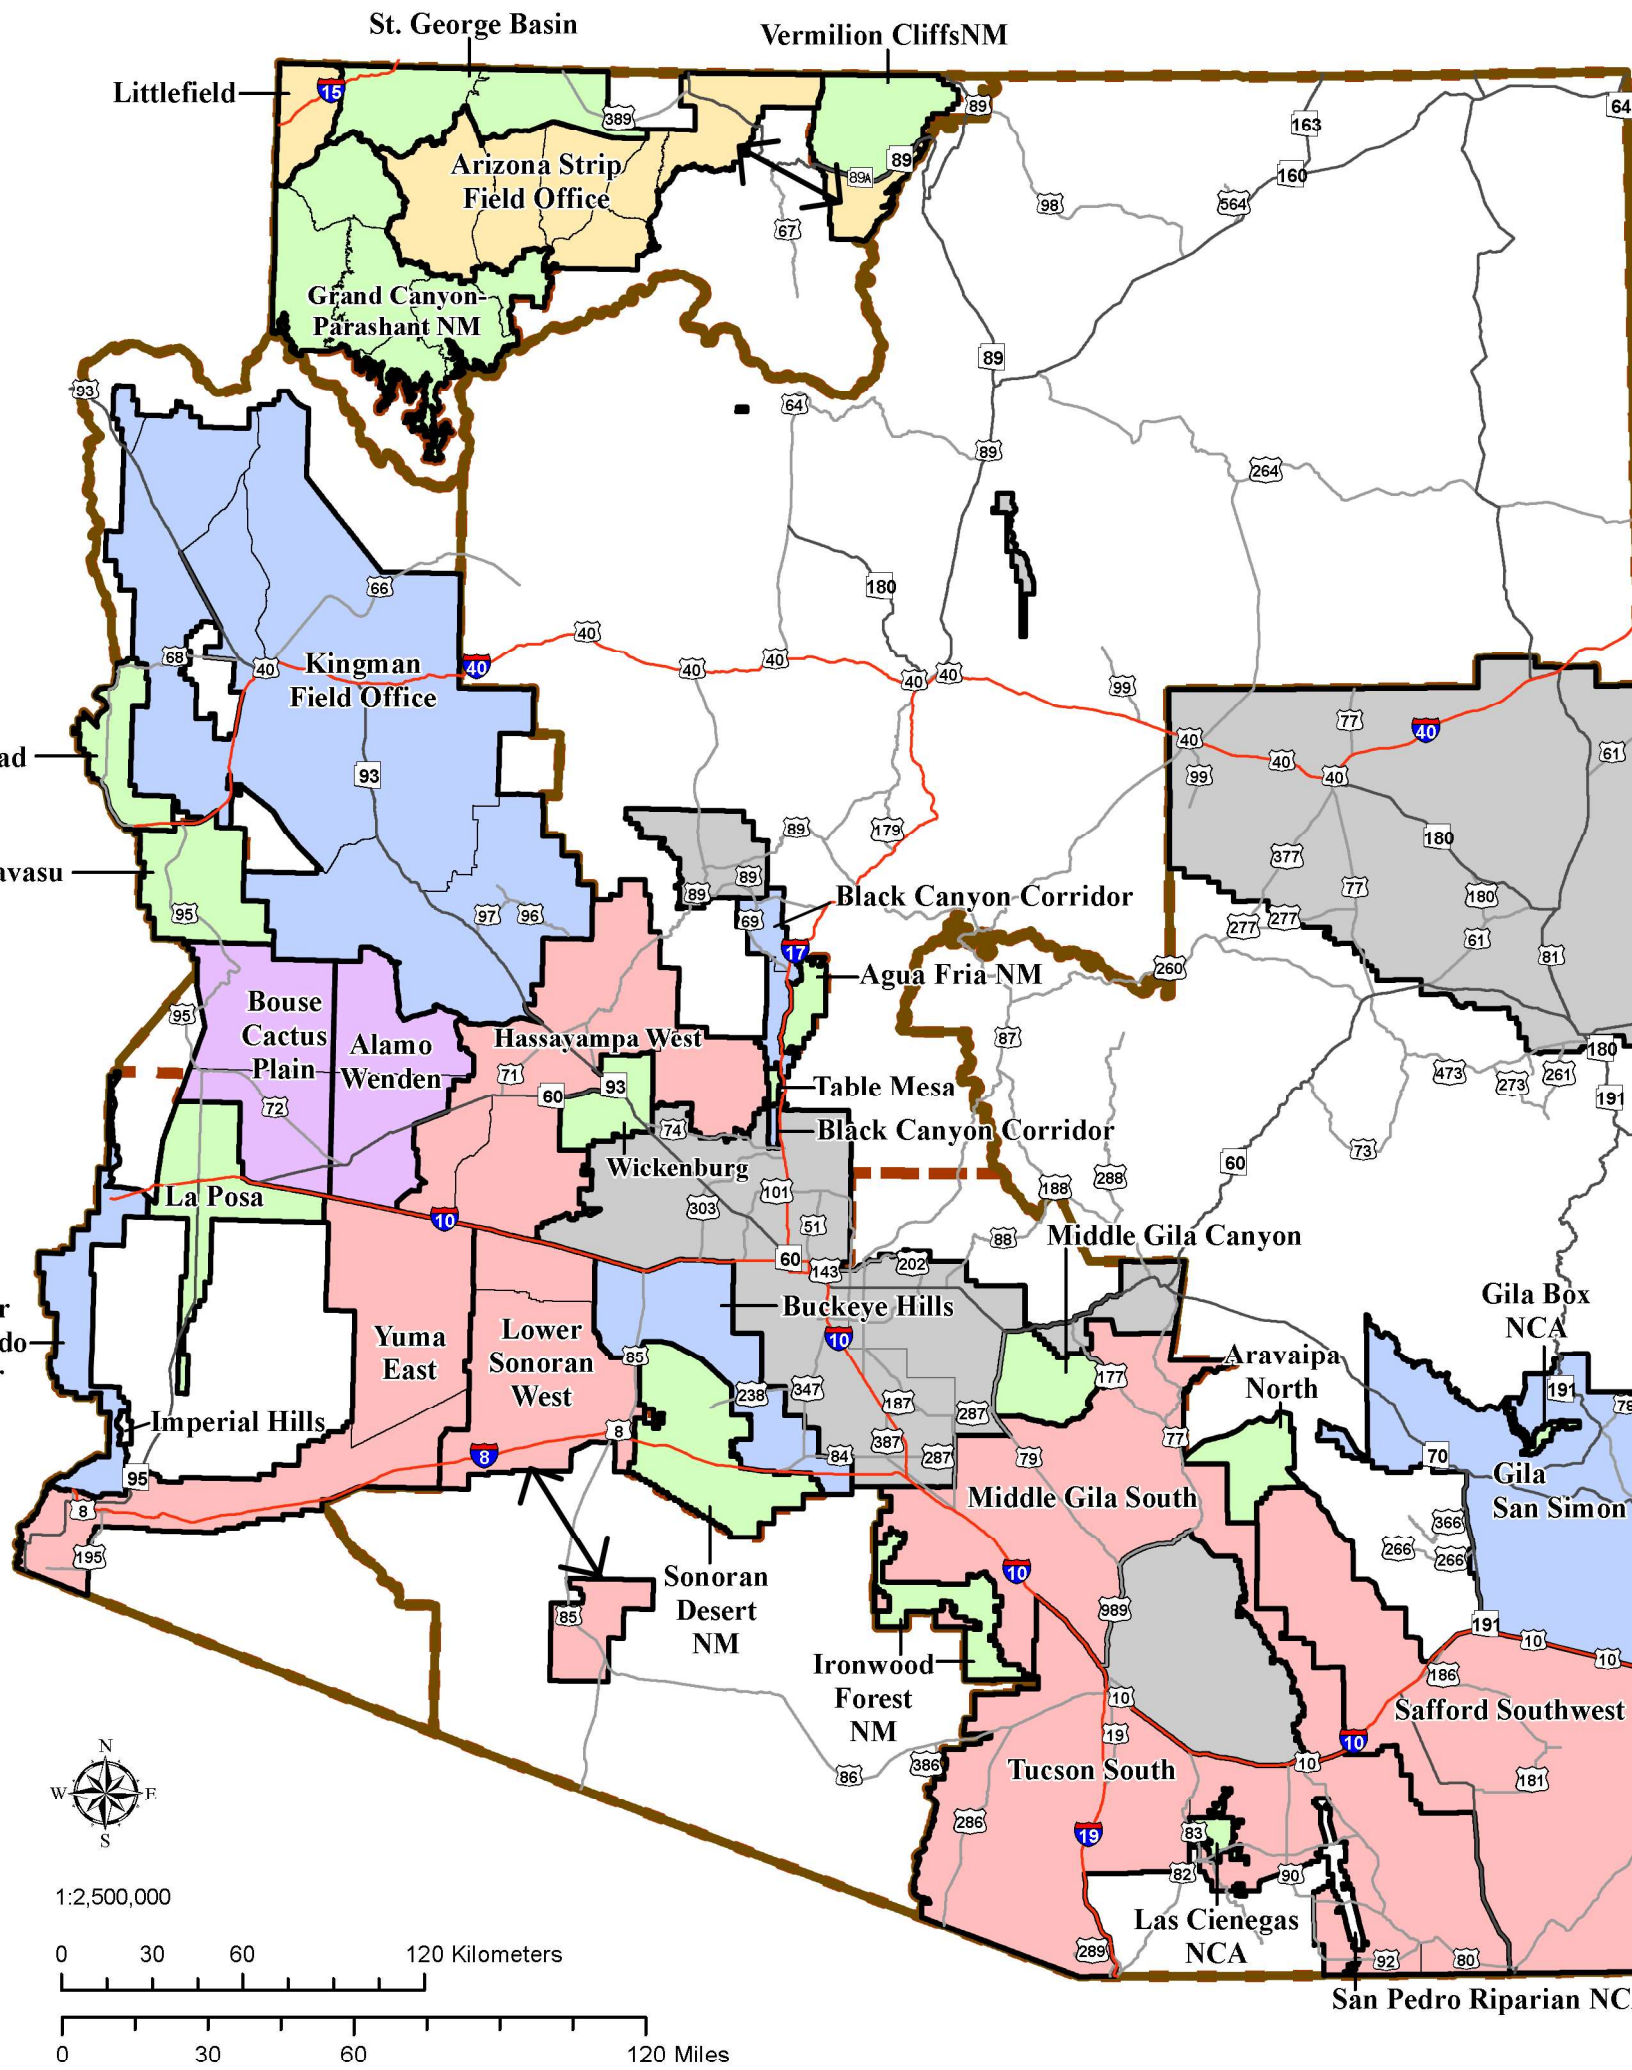 St. George Basin
Vermilion CliffsNM
Littlefield
15
389
89
64
163
Arizona Strip
Field Office
89
89A
160
98
564
67
Grand Canyon-
Parashant NM
89
93
64
89
264
180
66
40
68
40
Kingman
Field Office
40
40
40
40
40
99
77
40
61
ad
93
40
99
40
40
89
179
180
377
avasu
89
89
77
180
Black Canyon Corridor
95
97
96
69
277
277
17
61
81
260
Agua Fria NM
95
Bouse
Cactus
Plain
Alamo
Wenden
Hassayampa West
87
180
71
93
60
Table Mesa
473
273
261
191
72
74
Black Canyon Corridor
73
Wickenburg
60
188
288
La Posa
101
303
10
51
88
Middle Gila Canyon
60
143
202
Gila Box
NCA
r
do
r
Buckeye Hills
10
Yuma
East
Lower
Sonoran
West
85
Aravaipa
North
238
347
187
177
191
78
287
Imperial Hills
8
387
77
8
84
287
79
70
95
Gila
San Simon
Middle Gila South
8
366
266
266
195
10
Sonoran
Desert
NM
85
989
191
10
10
Ironwood
Forest
NM
186
10
Safford Southwest
19
10
386
10
Tucson South
86
181
286
19
83
82
90
1:2,500,000
Las Cienegas
NCA
289
92
80
San Pedro Riparian NC
N
W
E
S
0 30 60 120 Kilometers
0 30 60 120 Miles